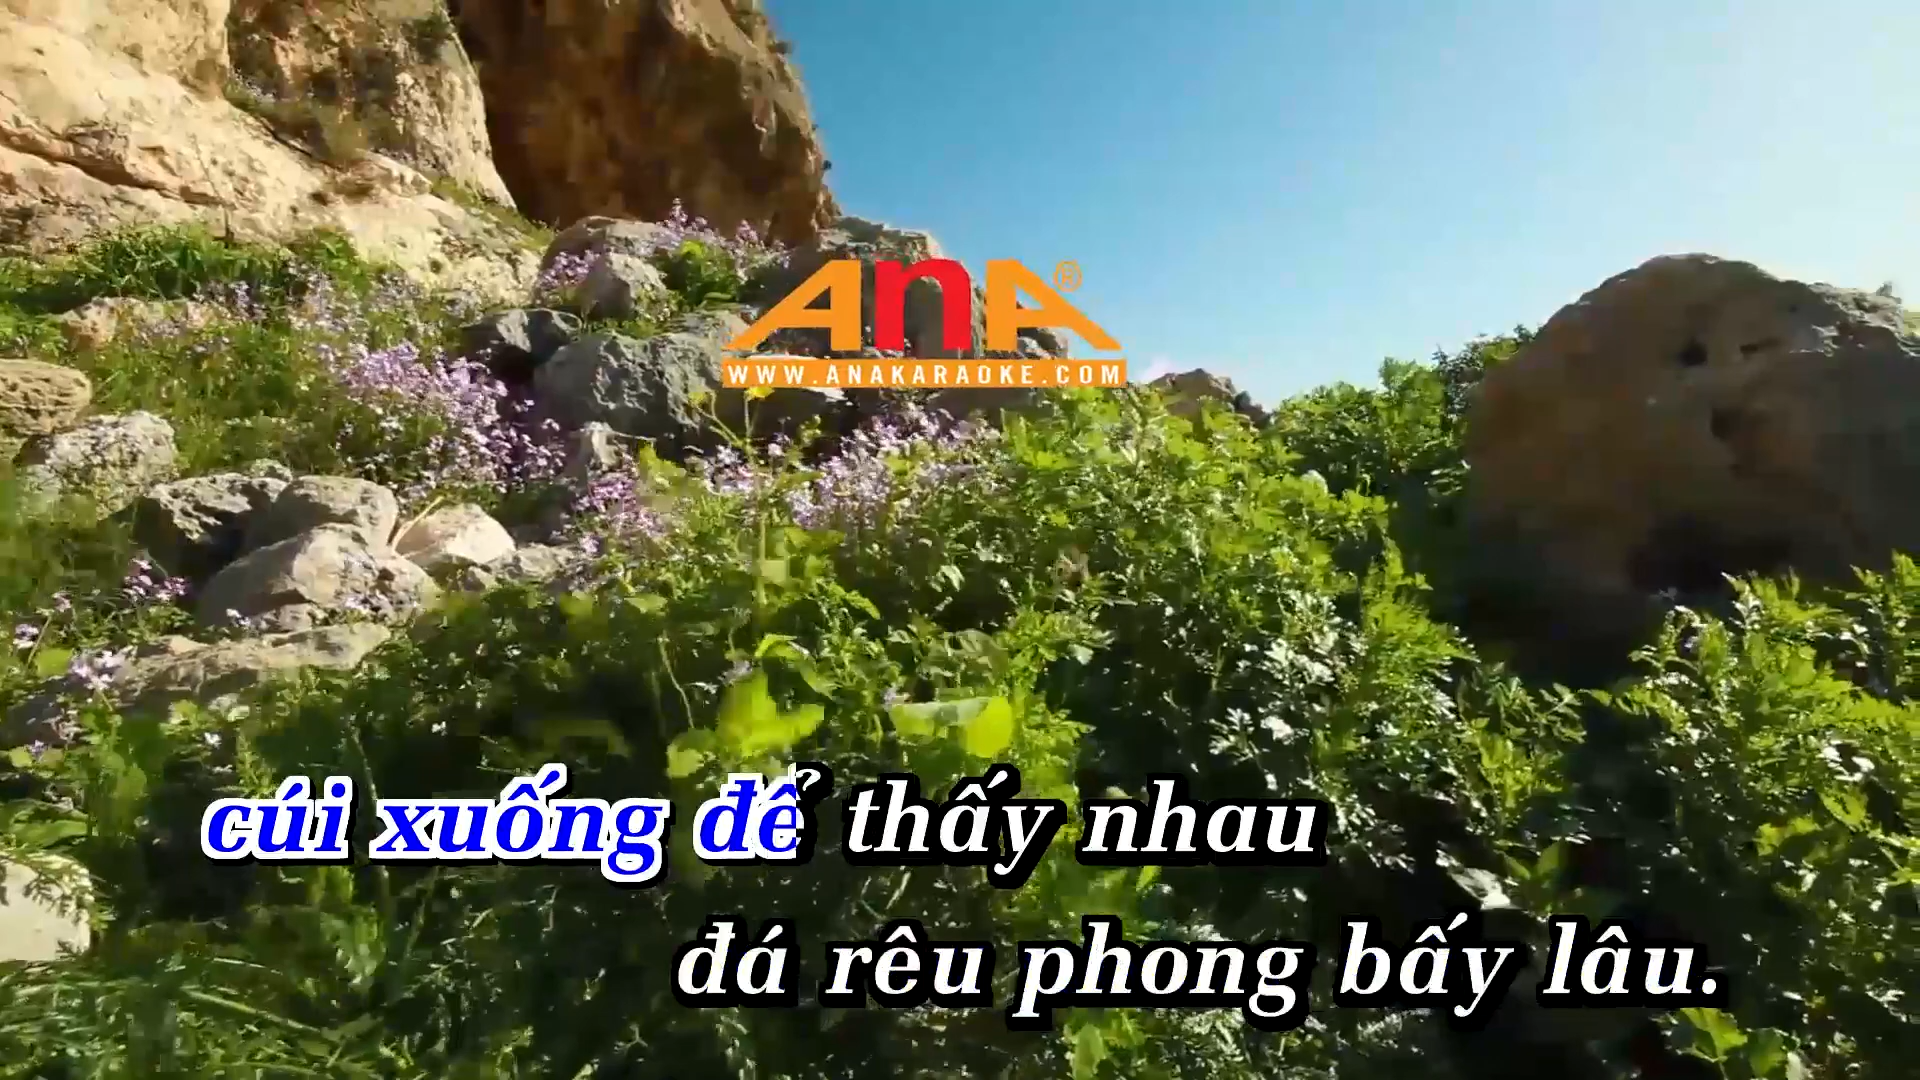 AnA®
WWW.ANAKARAOKE.COM
cúi xuống để thấy nhau
đá rêu phong bấy lâu.